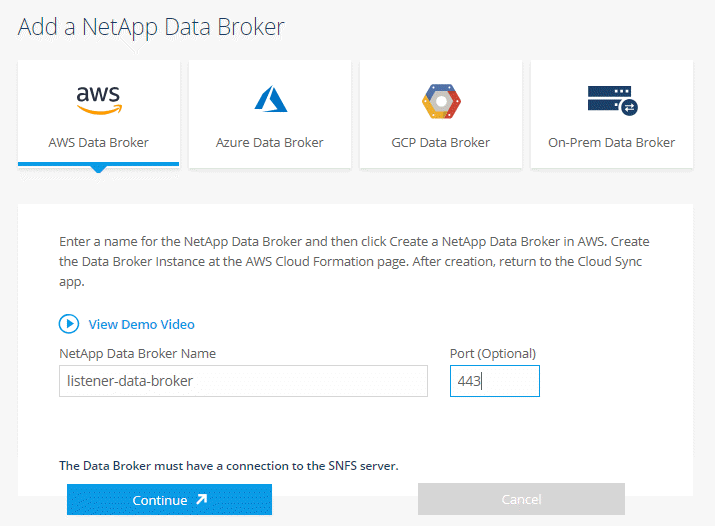 Add a NetApp Data Broker
aws
AWS Data Broker
Azure Data Broker
GCP Data Broker
On-Prem Data Broker
Enter a name for the NetApp Data Broker and then click Create a NetApp Data Broker in AWS. Create
the Data Broker Instance at the AWS Cloud Formation page. After creation, return to the Cloud Sync
app.
View Demo Video
NetApp Data Broker Name
Port (Optional)
listener-data-broker
443
The Data Broker must have a connection to the SNFS server.
Continue
Cancel